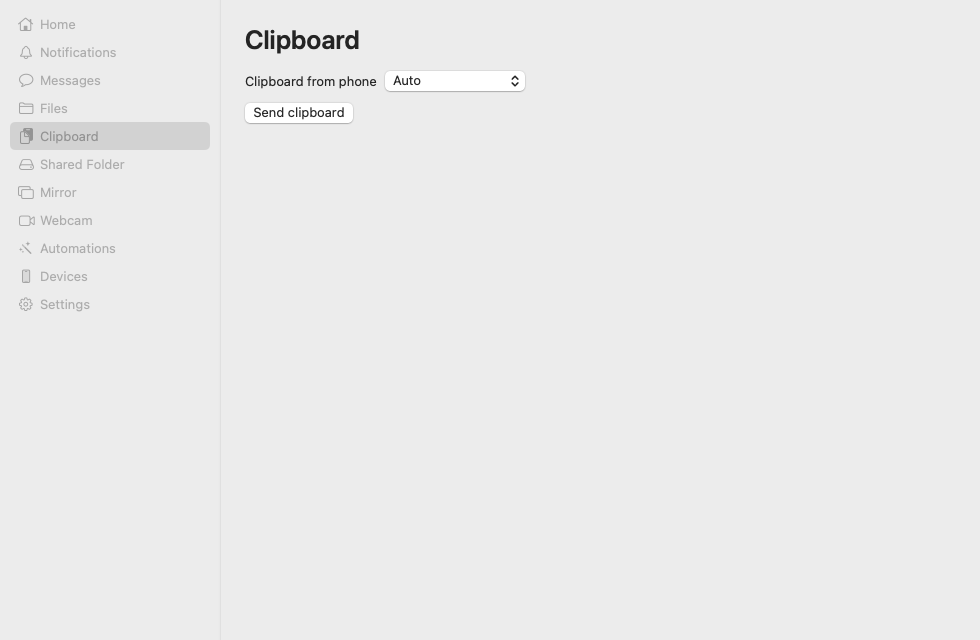 Home
Notifications
Messages
Files
Clipboard
Shared Folder
Mirror
Webcam
Automations
Devices
Settings
Clipboard
Clipboard from phone Auto
Send clipboard